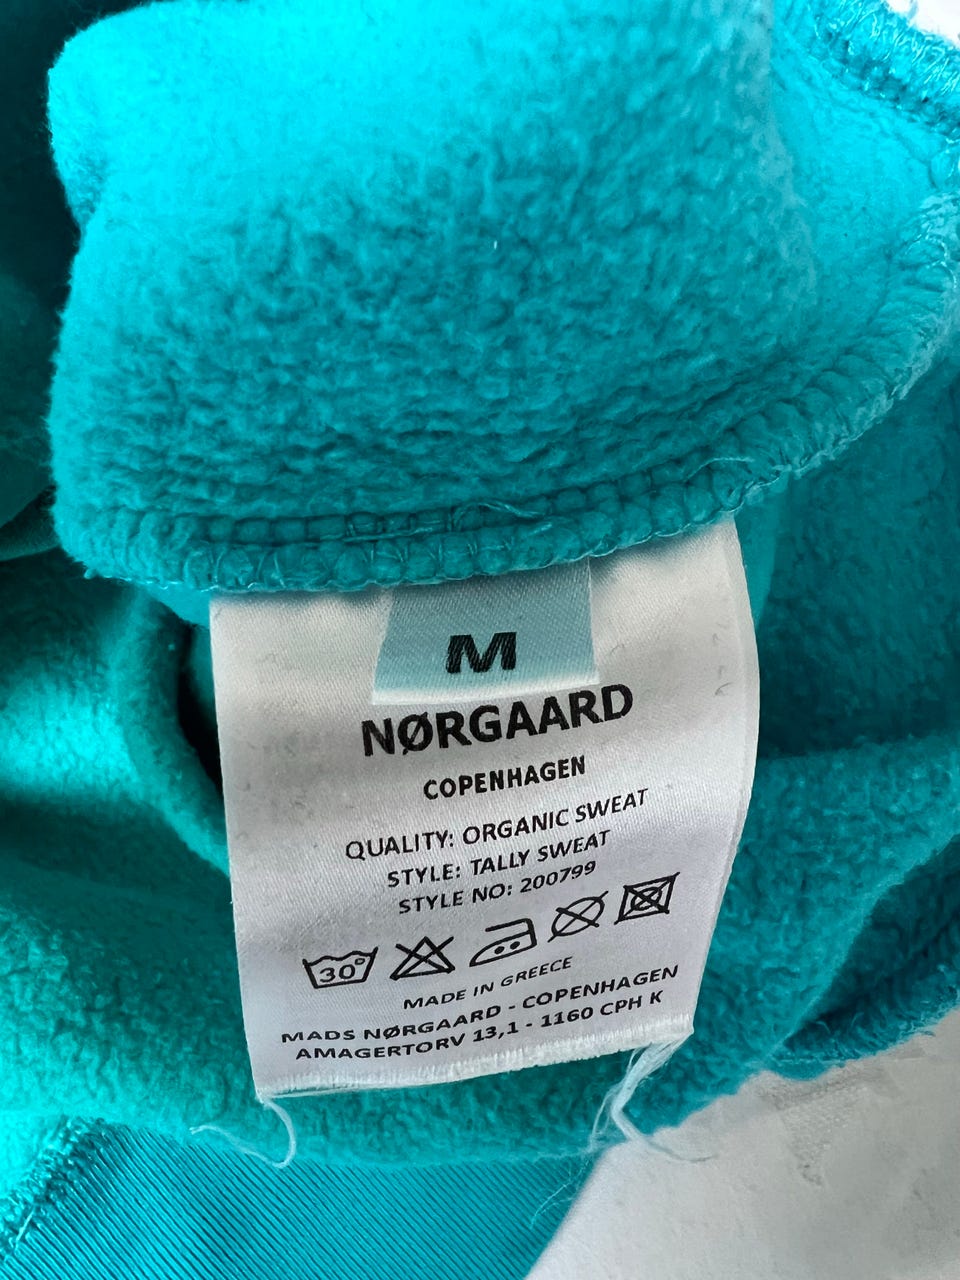 M
NØRGAARD
COPENHAGEN
QUALITY: ORGANIC SWEAT
STYLE: TALLY SWEAT
STYLE NO: 200799
30°
MADE IN GREECE
MADS NØRGAARD - COPENHAGEN
AMAGERTORV 13,1 - 1160 CPH K